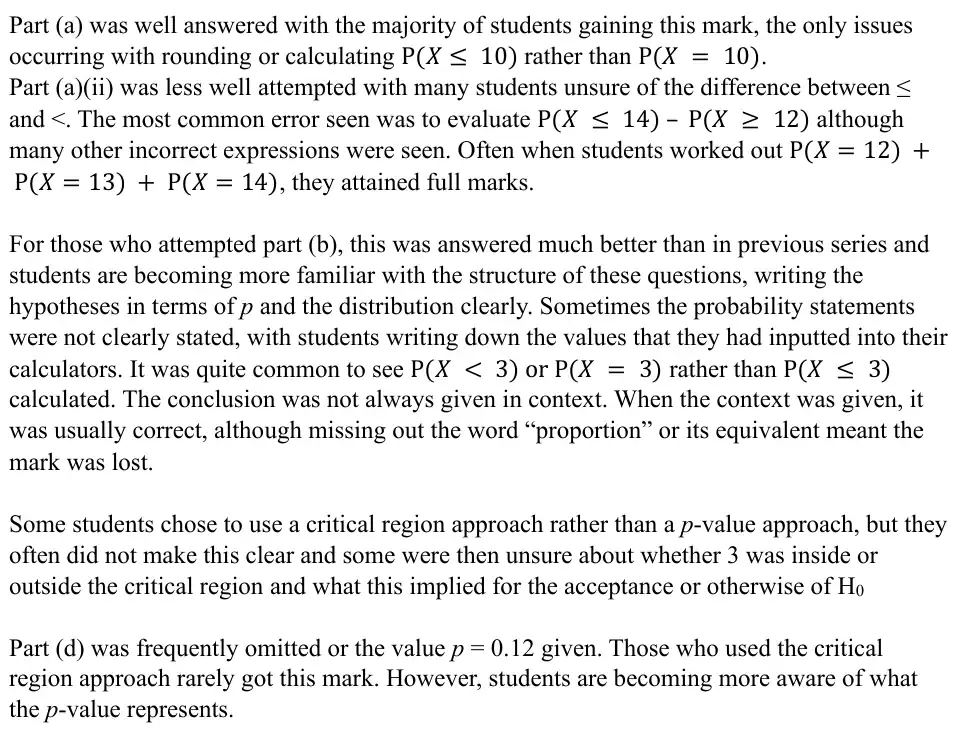 Part (a) was well answered with the majority of students gaining this mark, the only issues
occurring with rounding or calculating P(X ≤ 10) rather than P(X = 10).
Part (a)(ii) was less well attempted with many students unsure of the difference between ≤
and <. The most common error seen was to evaluate P(X ≤ 14) – P(X ≥ 12) although
many other incorrect expressions were seen. Often when students worked out P(X = 12) +
P(X = 13) + P(X = 14), they attained full marks.
For those who attempted part (b), this was answered much better than in previous series and
students are becoming more familiar with the structure of these questions, writing the
hypotheses in terms of p and the distribution clearly. Sometimes the probability statements
were not clearly stated, with students writing down the values that they had inputted into their
calculators. It was quite common to see P(X < 3) or P(X = 3) rather than P(X ≤ 3)
calculated. The conclusion was not always given in context. When the context was given, it
was usually correct, although missing out the word “proportion” or its equivalent meant the
mark was lost.
Some students chose to use a critical region approach rather than a p-value approach, but they
often did not make this clear and some were then unsure about whether 3 was inside or
outside the critical region and what this implied for the acceptance or otherwise of H₀
Part (d) was frequently omitted or the value p = 0.12 given. Those who used the critical
region approach rarely got this mark. However, students are becoming more aware of what
the p-value represents.